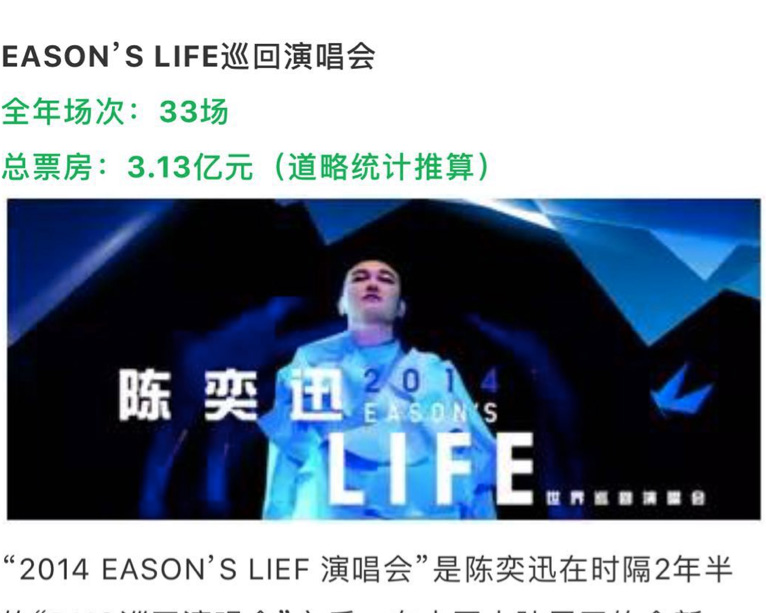 EASON’S LIFE巡回演唱会
全年场次：33场
总票房：3.13亿元（道略统计推算）
陈奕迅 2014
EASON'S
LIFE 世界巡回演唱会
“2014 EASON’S LIEF 演唱会”是陈奕迅在时隔2年半